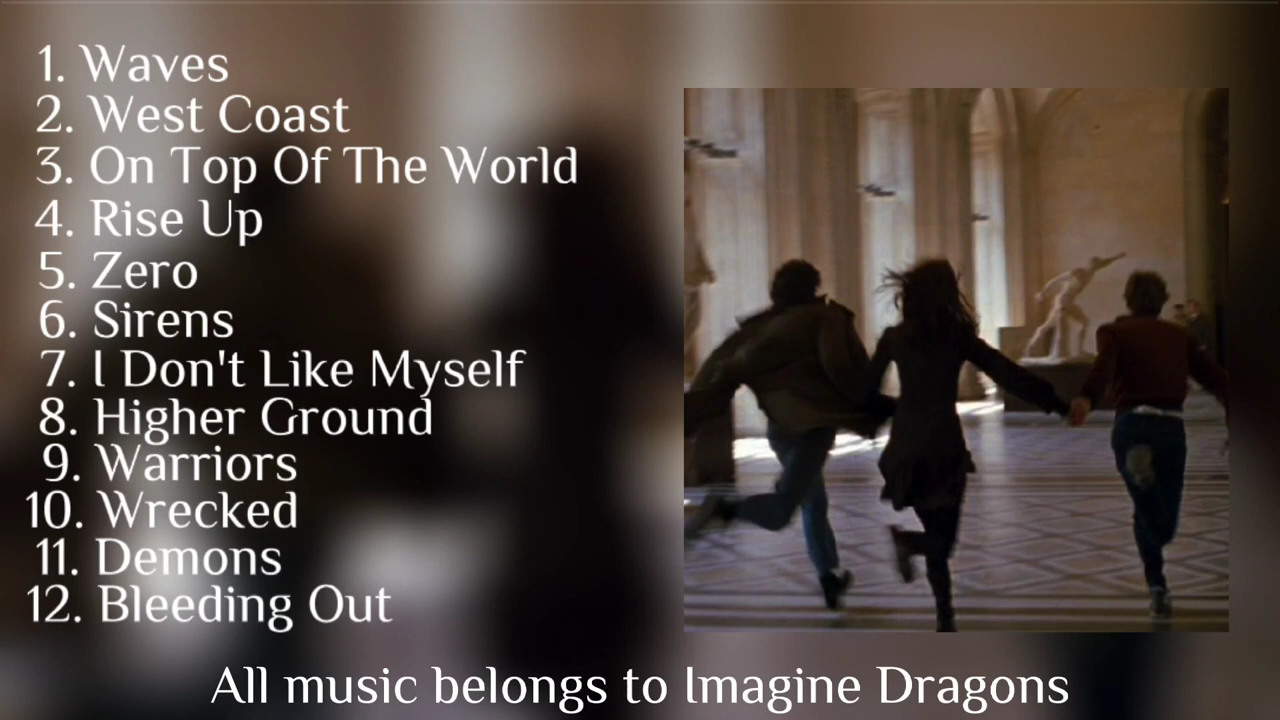 1. Waves
2. West Coast
3. On Top Of The World
4. Rise Up
5. Zero
6. Sirens
7. I Don't Like Myself
8. Higher Ground
9. Warriors
10. Wrecked
11. Demons
12. Bleeding Out
All music belongs to Imagine Dragons